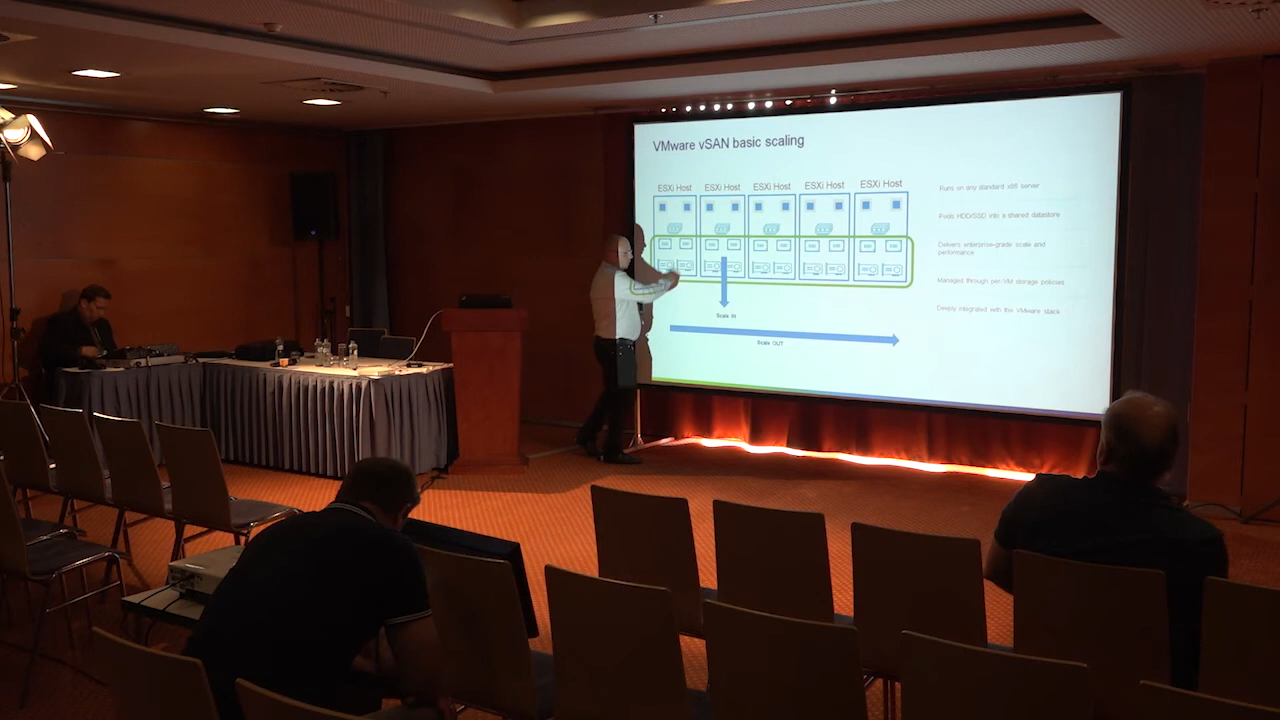 VMware vSAN basic scaling
ESXi Host ESXi Host ESXi Host ESXi Host ESXi Host
Runs on any standard x86 server
Pools HDD/SSD into a shared datastore
Delivers enterprise-grade scale and
performance
Managed through per-VM storage policies
Deeply integrated with the VMware stack
Scale IN
Scale OUT